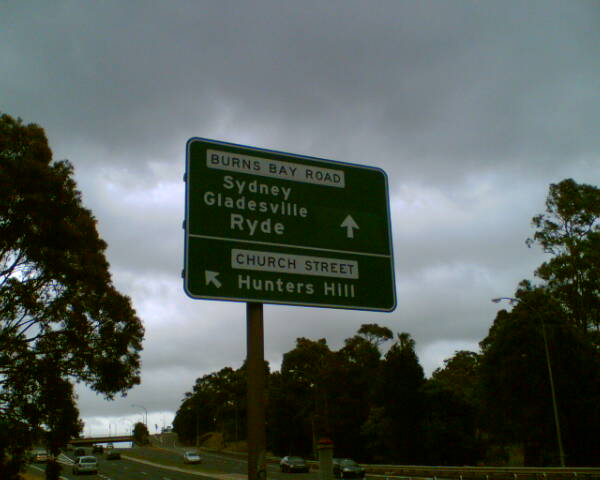 BURNS BAY ROAD
Sydney
Gladesville
Ryde
CHURCH STREET
Hunters Hill